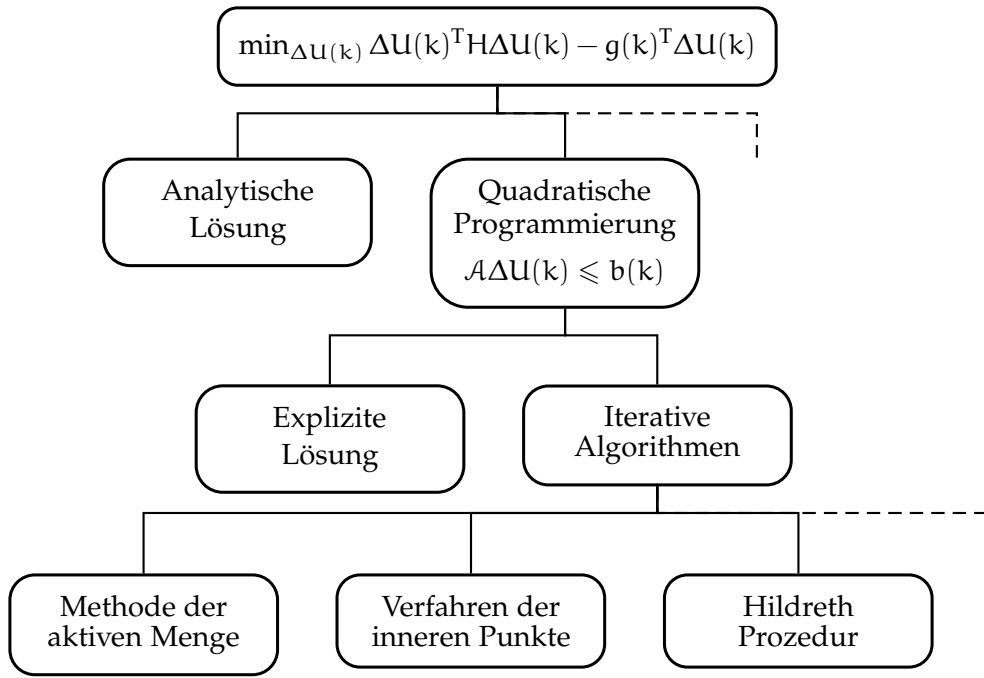 min_{ΔU(k)} ΔU(k)^T HΔU(k) − g(k)^T ΔU(k)
Analytische
Lösung
Quadratische
Programmierung
𝒜ΔU(k) ⩽ b(k)
Explizite
Lösung
Iterative
Algorithmen
Methode der
aktiven Menge
Verfahren der
inneren Punkte
Hildreth
Prozedur